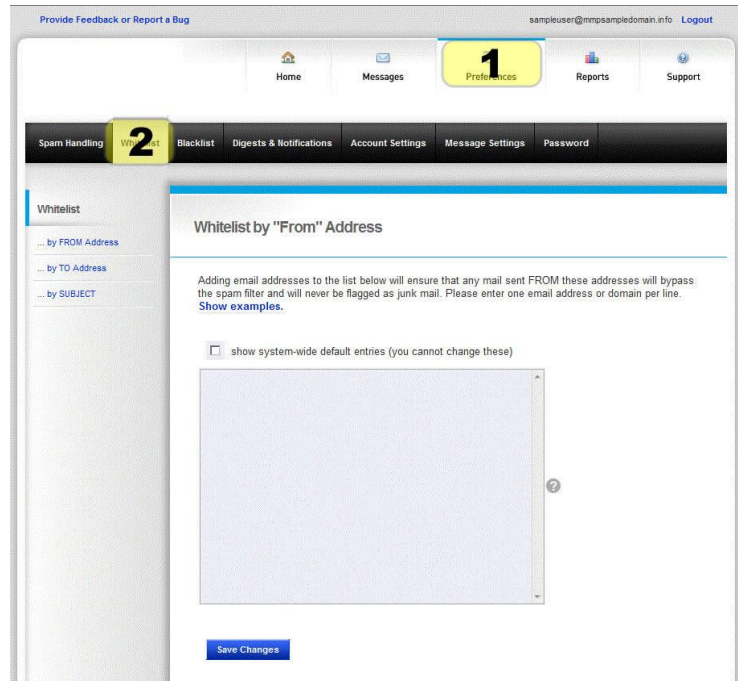 Provide Feedback or Report a Bug
sampleuser@mmpsampledomain.info Logout
1
Home Messages Preferences Reports Support
2
Spam Handling Whitelist Blacklist Digests & Notifications Account Settings Message Settings Password
Whitelist
... by FROM Address
... by TO Address
... by SUBJECT
Whitelist by "From" Address
Adding email addresses to the list below will ensure that any mail sent FROM these addresses will bypass
the spam filter and will never be flagged as junk mail. Please enter one email address or domain per line.
Show examples.
show system-wide default entries (you cannot change these)
?
Save Changes